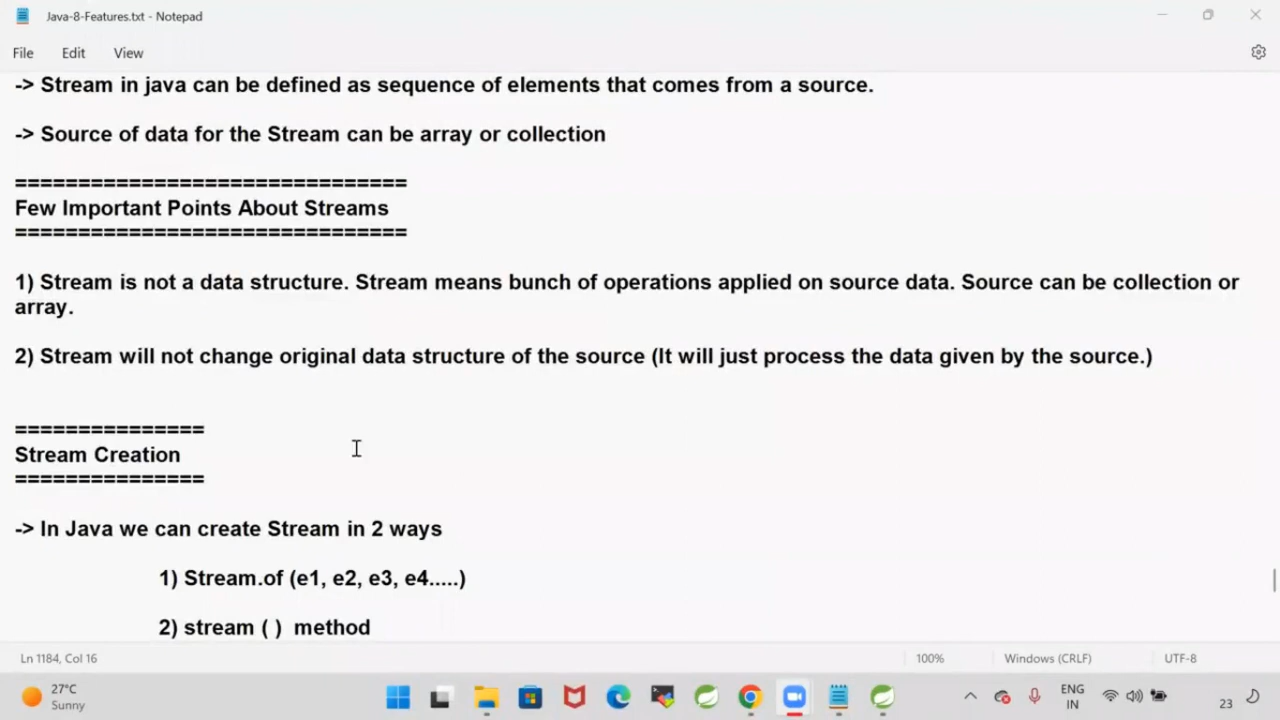 Java-8-Features.txt - Notepad
File Edit View
-> Stream in java can be defined as sequence of elements that comes from a source.
-> Source of data for the Stream can be array or collection
===============================
Few Important Points About Streams
===============================
1) Stream is not a data structure. Stream means bunch of operations applied on source data. Source can be collection or
array.
2) Stream will not change original data structure of the source (It will just process the data given by the source.)
===============
Stream Creation
===============
-> In Java we can create Stream in 2 ways
1) Stream.of (e1, e2, e3, e4.....)
2) stream ( )  method
Ln 1184, Col 16 100% Windows (CRLF) UTF-8
27°C
Sunny
ENG
IN
23